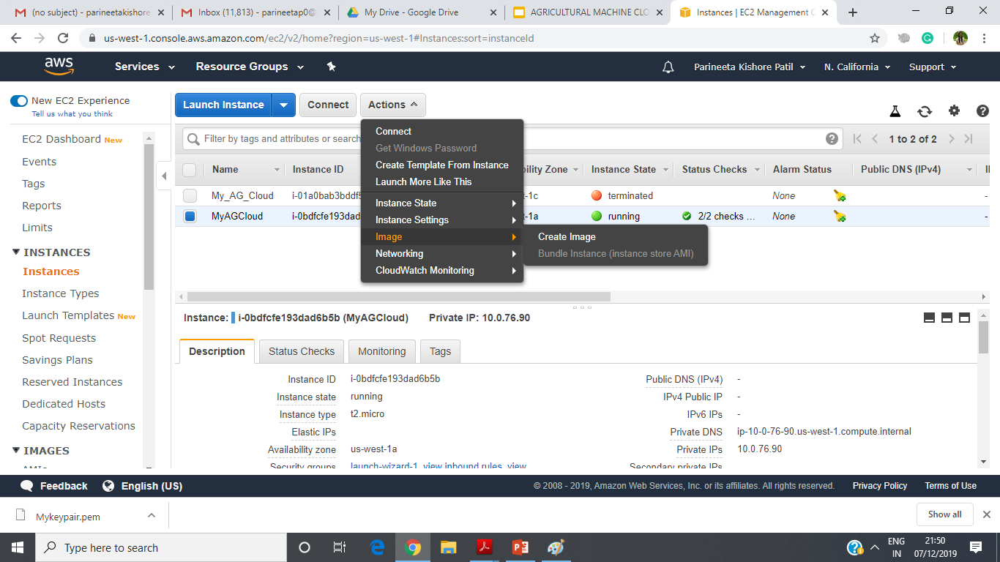 (no subject) - parineetakishore
Inbox (11,813) - parineetap0@
My Drive - Google Drive
AGRICULTURAL MACHINE CLO
Instances | EC2 Management C
us-west-1.console.aws.amazon.com/ec2/v2/home?region=us-west-1#Instances:sort=instanceId
aws
Services
Resource Groups
Parineeta Kishore Patil
N. California
Support
New EC2 Experience
Tell us what you think
EC2 Dashboard New
Events
Tags
Reports
Limits
INSTANCES
Instances
Instance Types
Launch Templates New
Spot Requests
Savings Plans
Reserved Instances
Dedicated Hosts
Capacity Reservations
IMAGES
AMIs
Launch Instance
Connect
Actions
Filter by tags and attributes or search
1 to 2 of 2
Connect
Get Windows Password
Create Template From Instance
Launch More Like This
Instance State
Instance Settings
Image
Networking
CloudWatch Monitoring
Create Image
Bundle Instance (instance store AMI)
Name Instance ID bility Zone Instance State Status Checks Alarm Status Public DNS (IPv4)
My_AG_Cloud i-01a0bab3bddf5 t-1c terminated None -
MyAGCloud i-0bdfcfe193dad t-1a running 2/2 checks ... None -
Instance: i-0bdfcfe193dad6b5b (MyAGCloud) Private IP: 10.0.76.90
Description Status Checks Monitoring Tags
Instance ID i-0bdfcfe193dad6b5b
Instance state running
Instance type t2.micro
Elastic IPs
Availability zone us-west-1a
Security groups launch-wizard-1. view inbound rules. view
Public DNS (IPv4) -
IPv4 Public IP -
IPv6 IPs -
Private DNS ip-10-0-76-90.us-west-1.compute.internal
Private IPs 10.0.76.90
Secondary private IPs
Feedback
English (US)
© 2008 - 2019, Amazon Web Services, Inc. or its affiliates. All rights reserved.
Privacy Policy
Terms of Use
Mykeypair.pem
Show all
Type here to search
ENG
IN
21:50
07/12/2019